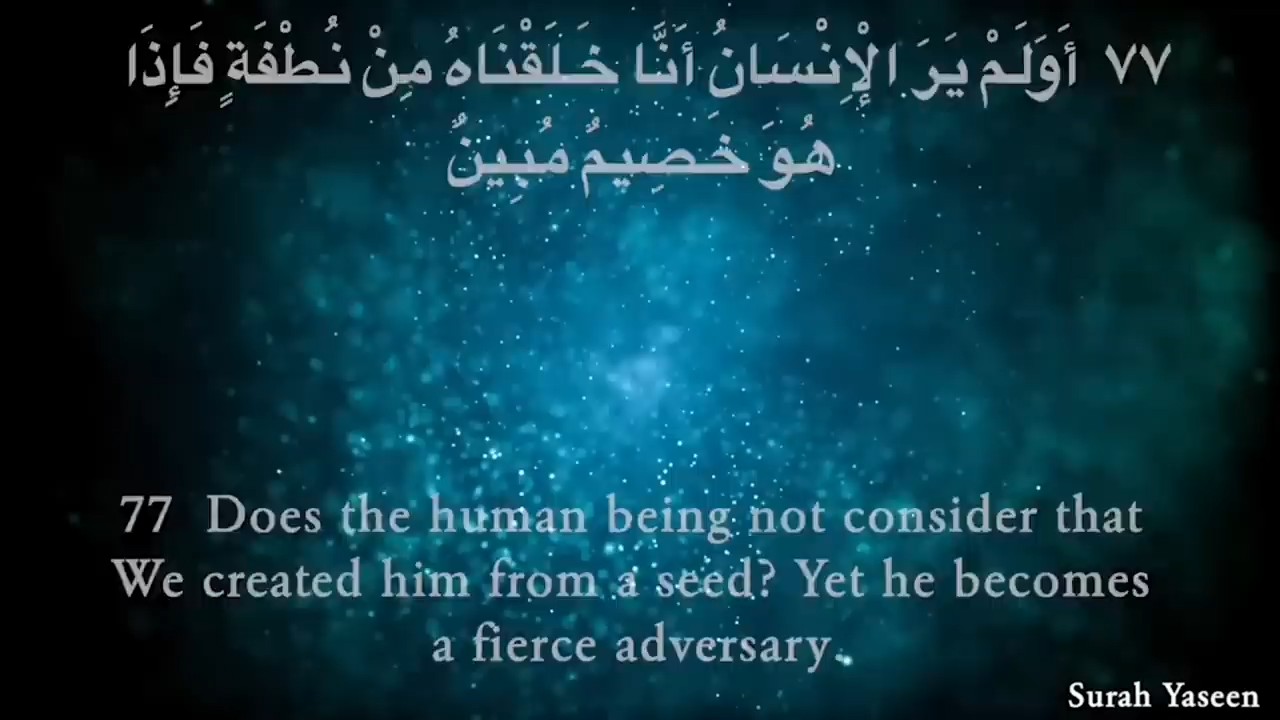 ٧٧ أَوَلَمْ يَرَ الْإِنْسَانُ أَنَّا خَلَقْنَاهُ مِنْ نُطْفَةٍ فَإِذَا
هُوَ خَصِيمٌ مُبِينٌ
77 Does the human being not consider that
We created him from a seed? Yet he becomes
a fierce adversary.
Surah Yaseen